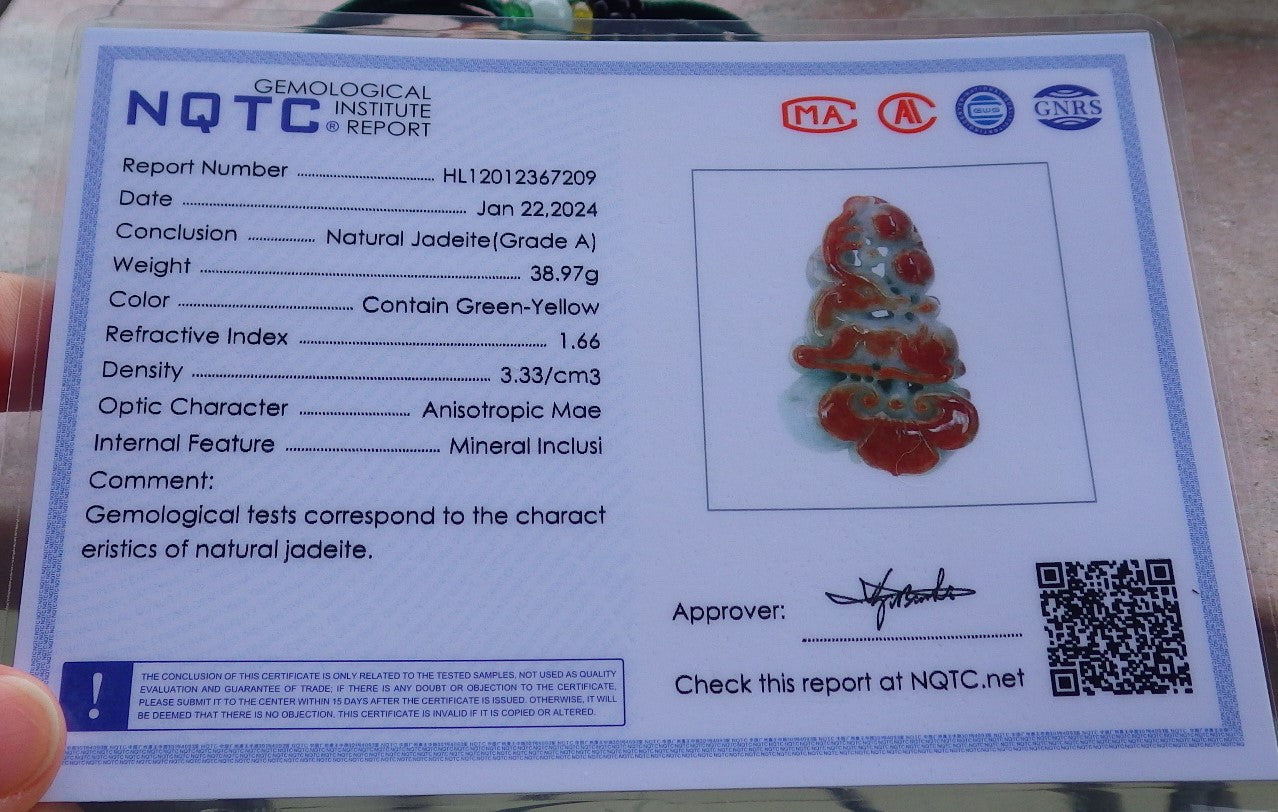 NQTC® GEMOLOGICAL
INSTITUTE
REPORT
MA
GNRS
Report Number HL12012367209
Date Jan 22,2024
Conclusion Natural Jadeite(Grade A)
Weight 38.97g
Color Contain Green-Yellow
Refractive Index 1.66
Density 3.33/cm3
Optic Character Anisotropic Mae
Internal Feature Mineral Inclusi
Comment:
Gemological tests correspond to the charact
eristics of natural jadeite.
Approver:
Check this report at NQTC.net
! THE CONCLUSION OF THIS CERTIFICATE IS ONLY RELATED TO THE TESTED SAMPLES, NOT USED AS QUALITY
EVALUATION AND GUARANTEE OF TRADE; IF THERE IS ANY DOUBT OR OBJECTION TO THE CERTIFICATE,
PLEASE SUBMIT IT TO THE CENTER WITHIN 15 DAYS AFTER THE CERTIFICATE IS ISSUED. OTHERWISE, IT WILL
BE DEEMED THAT THERE IS NO OBJECTION. THIS CERTIFICATE IS INVALID IF IT IS COPIED OR ALTERED.